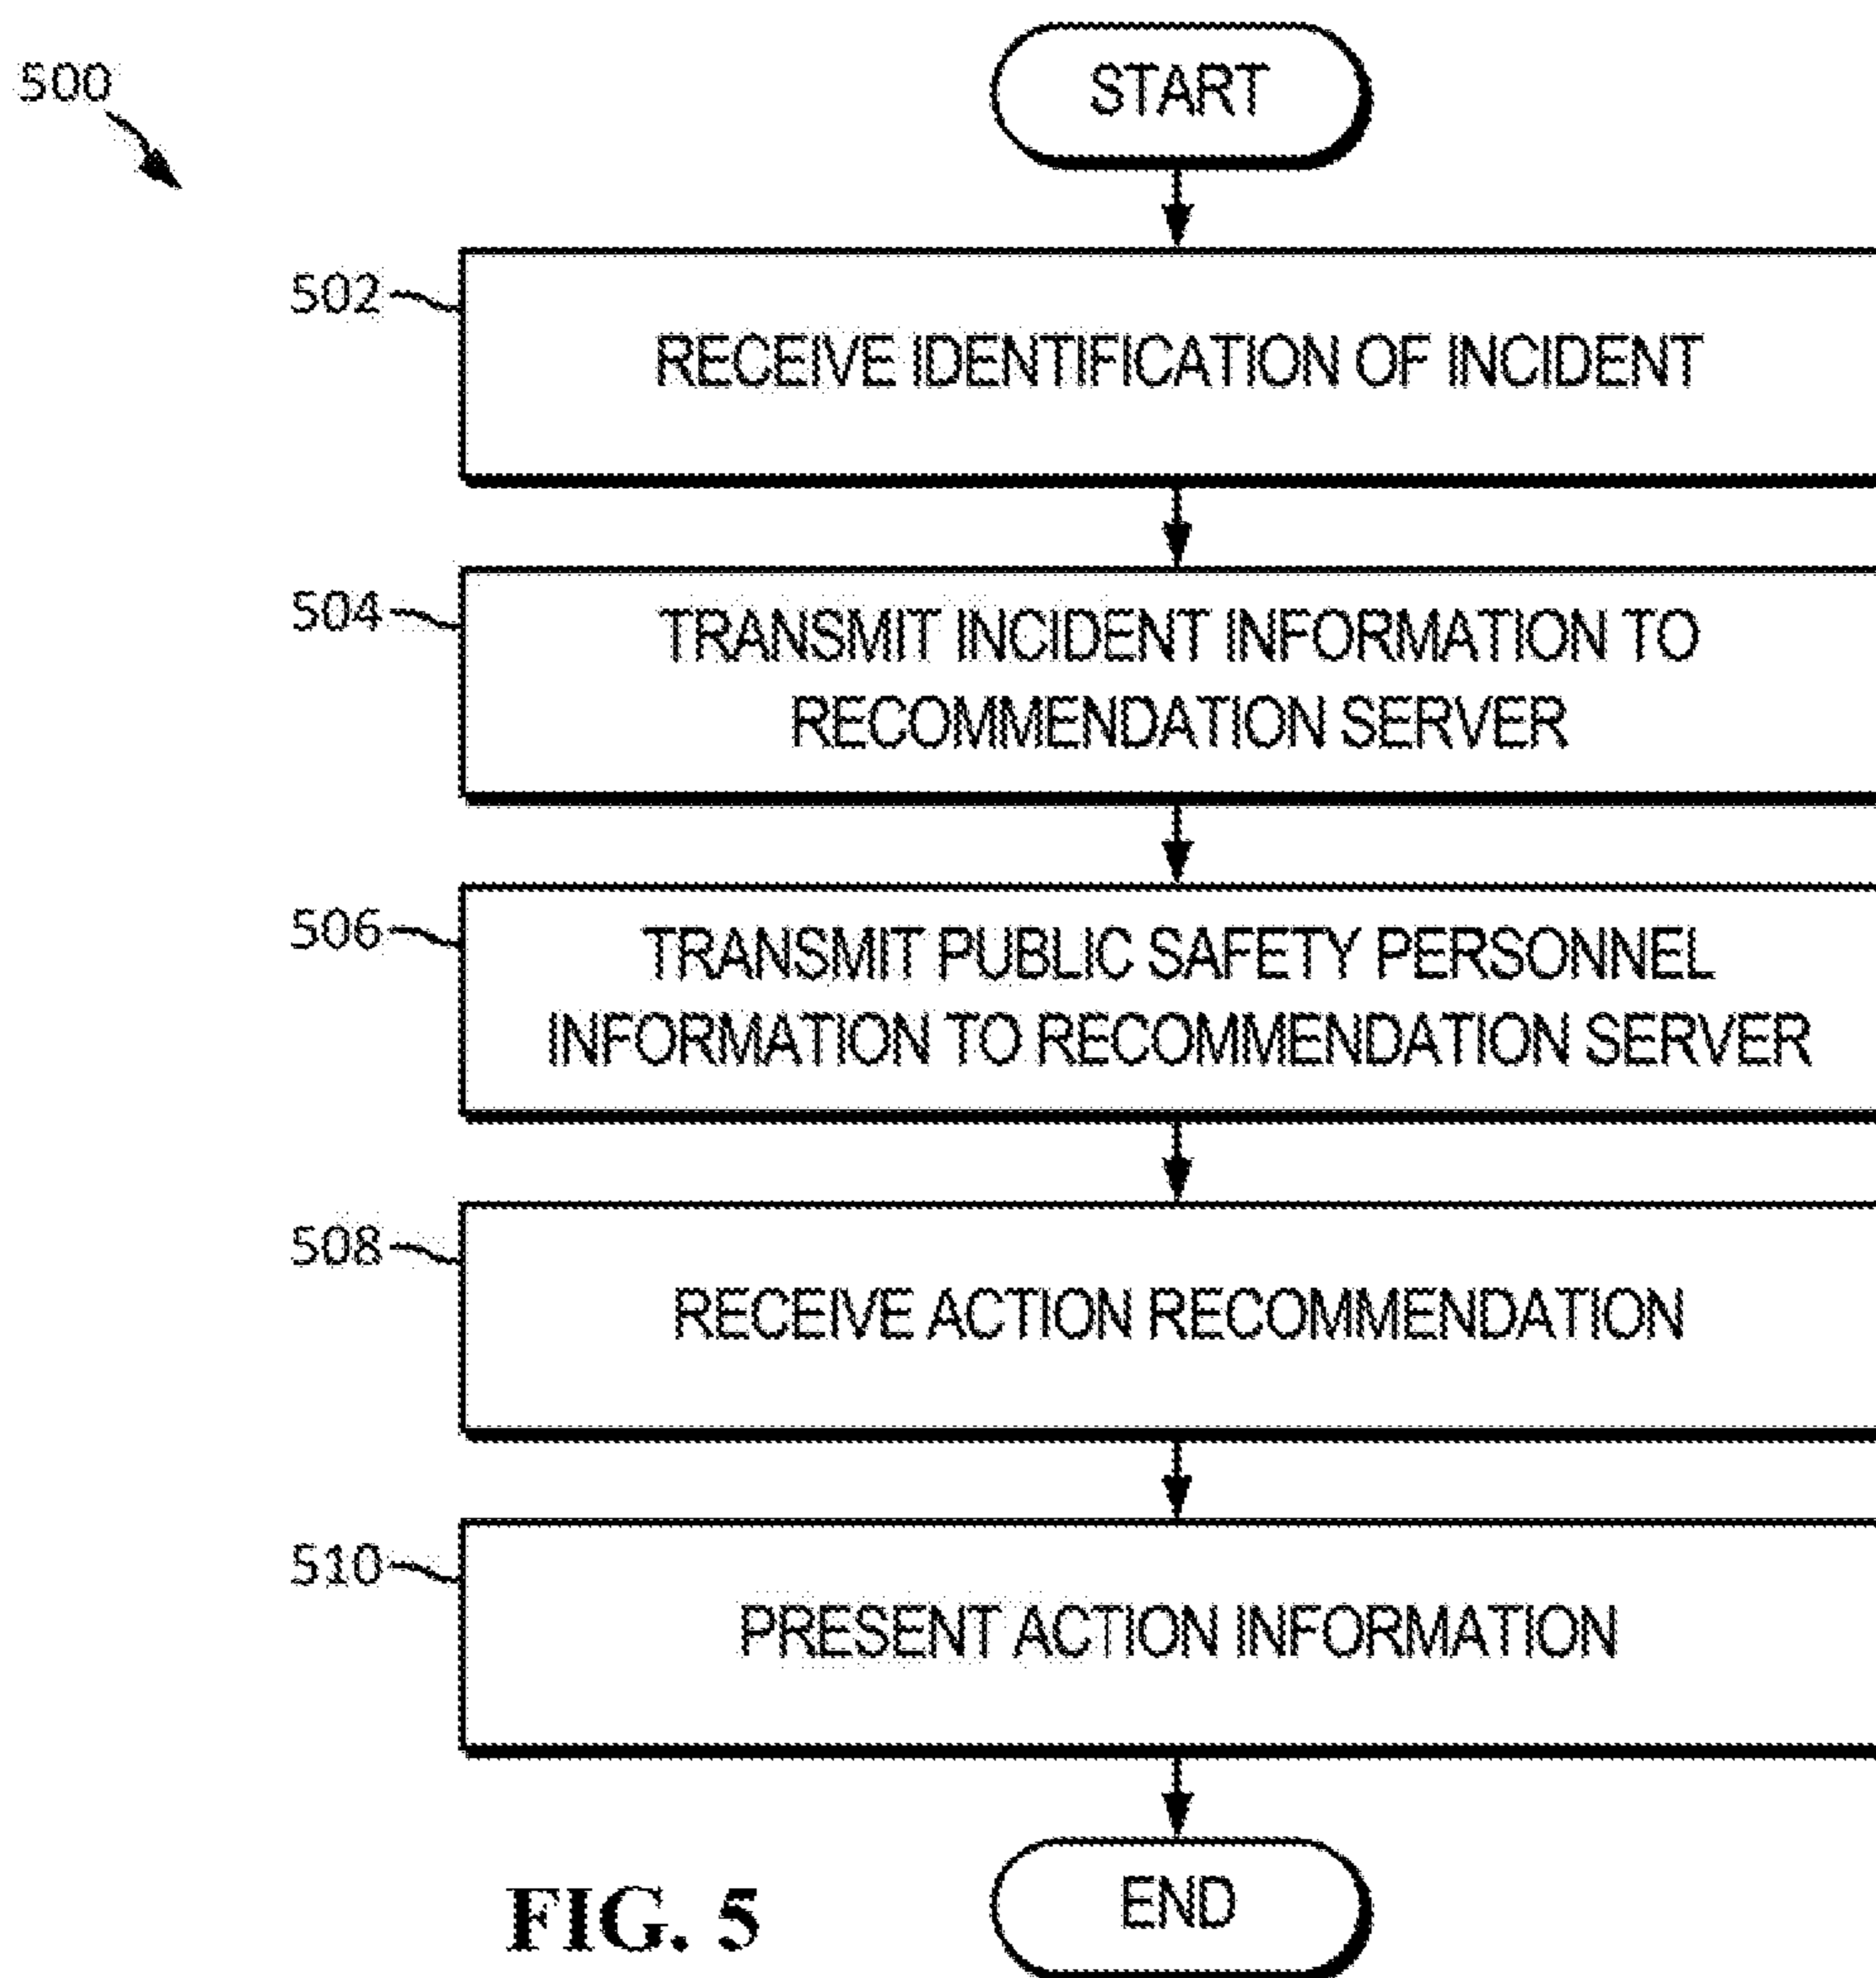 500
START
502
RECEIVE IDENTIFICATION OF INCIDENT
504
TRANSMIT INCIDENT INFORMATION TO
RECOMMENDATION SERVER
506
TRANSMIT PUBLIC SAFETY PERSONNEL
INFORMATION TO RECOMMENDATION SERVER
508
RECEIVE ACTION RECOMMENDATION
510
PRESENT ACTION INFORMATION
END
FIG. 5